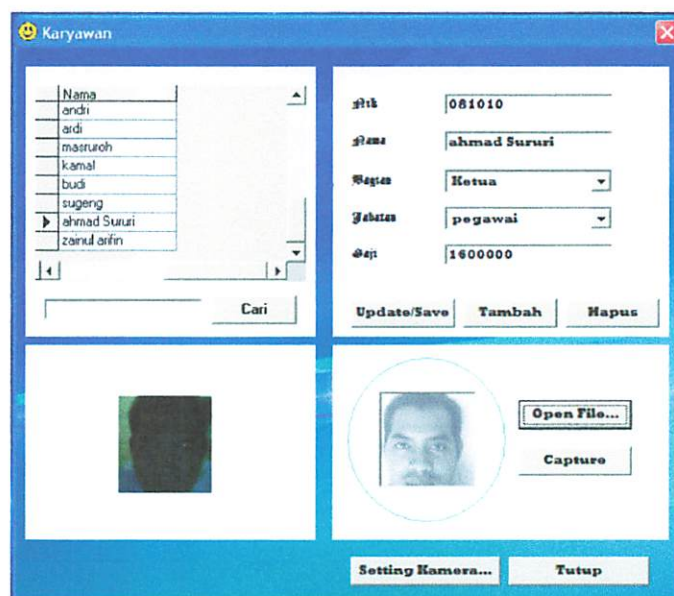 Karyawan
Nama
andri
ardi
masruroh
kamal
budi
sugeng
ahmad Sururi
zainul arifin
Cari
Nik 081010
Nama ahmad Sururi
Bagian Ketua
Jabatan pegawai
Gaji 1600000
Update/Save Tambah Hapus
Open File...
Capture
Setting Kamera... Tutup